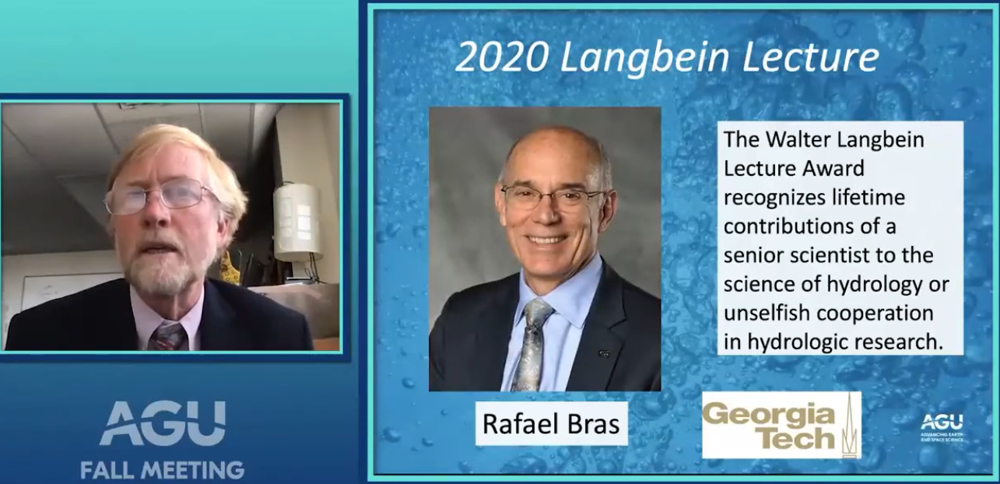 2020 Langbein Lecture
The Walter Langbein
Lecture Award
recognizes lifetime
contributions of a
senior scientist to the
science of hydrology or
unselfish cooperation
in hydrologic research.
Rafael Bras
Georgia
Tech
AGU
ADVANCING EARTH
AND SPACE SCIENCE
AGU
FALL MEETING